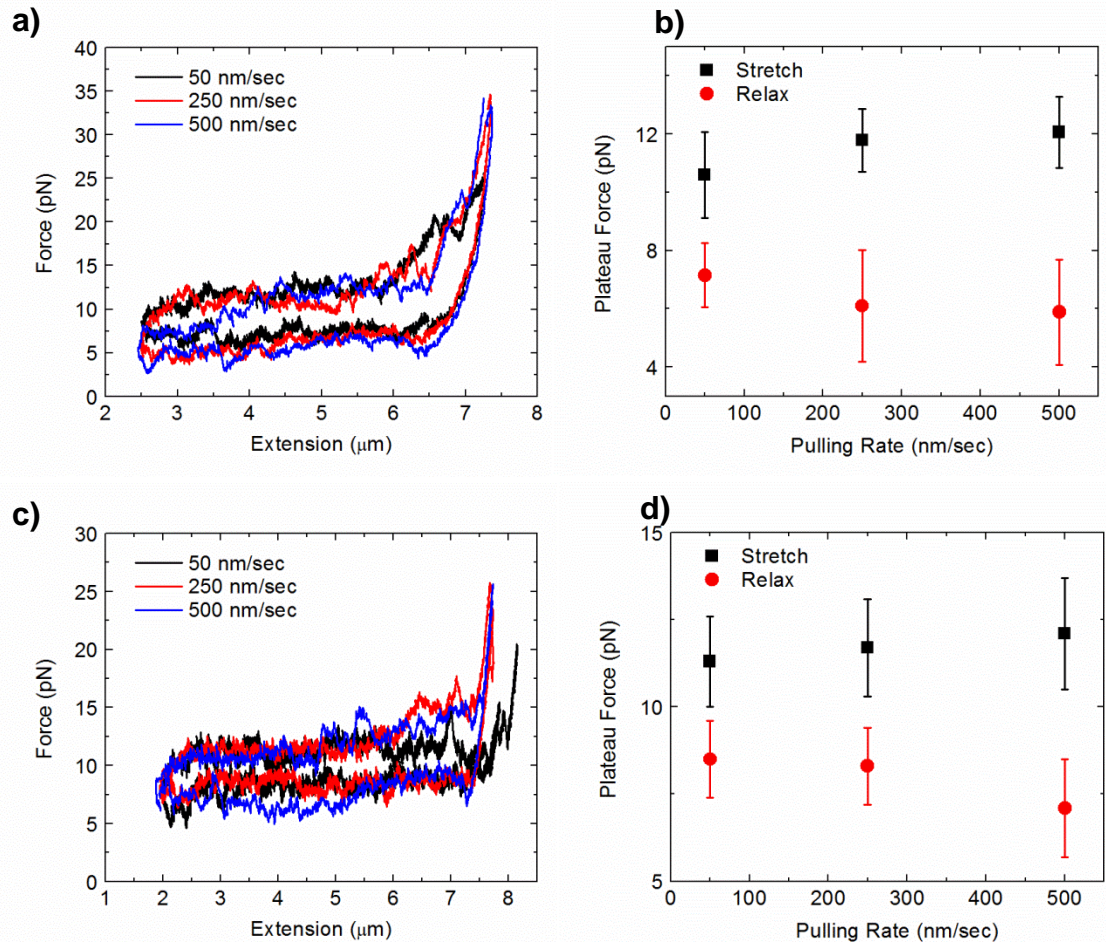 a)
40
35
30
25
20
15
10
5
0
Force (pN)
50 nm/sec
250 nm/sec
500 nm/sec
2 3 4 5 6 7 8
Extension (μm)
b)
12
8
4
Plateau Force (pN)
Stretch
Relax
0 100 200 300 400 500
Pulling Rate (nm/sec)
c)
30
25
20
15
10
5
0
Force (pN)
50 nm/sec
250 nm/sec
500 nm/sec
1 2 3 4 5 6 7 8
Extension (μm)
d)
15
10
5
Plateau Force (pN)
Stretch
Relax
0 100 200 300 400 500
Pulling Rate (nm/sec)